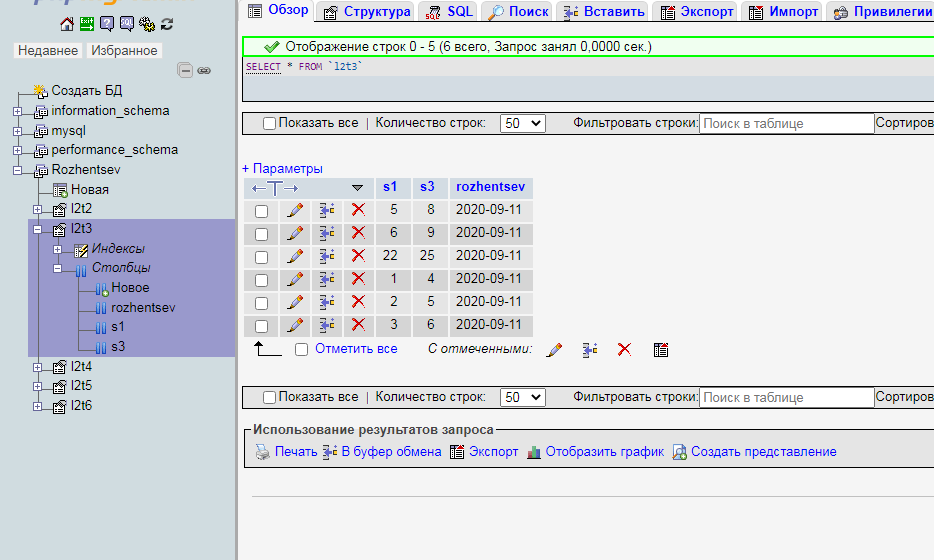 Обзор Структура SQL Поиск Вставить Экспорт Импорт Привилегии
Недавнее Избранное
Создать БД
information_schema
mysql
performance_schema
Rozhentsev
Новая
l2t2
l2t3
Индексы
Столбцы
Новое
rozhentsev
s1
s3
l2t4
l2t5
l2t6
Отображение строк 0 - 5 (6 всего, Запрос занял 0,0000 сек.)
SELECT * FROM `l2t3`
Показать все | Количество строк: 50 Фильтровать строки: Поиск в таблице Сортиров
+ Параметры
←T→ s1 s3 rozhentsev
5 8 2020-09-11
6 9 2020-09-11
22 25 2020-09-11
1 4 2020-09-11
2 5 2020-09-11
3 6 2020-09-11
Отметить все С отмеченными:
Показать все | Количество строк: 50 Фильтровать строки: Поиск в таблице Сортиров
Использование результатов запроса
Печать В буфер обмена Экспорт Отобразить график Создать представление